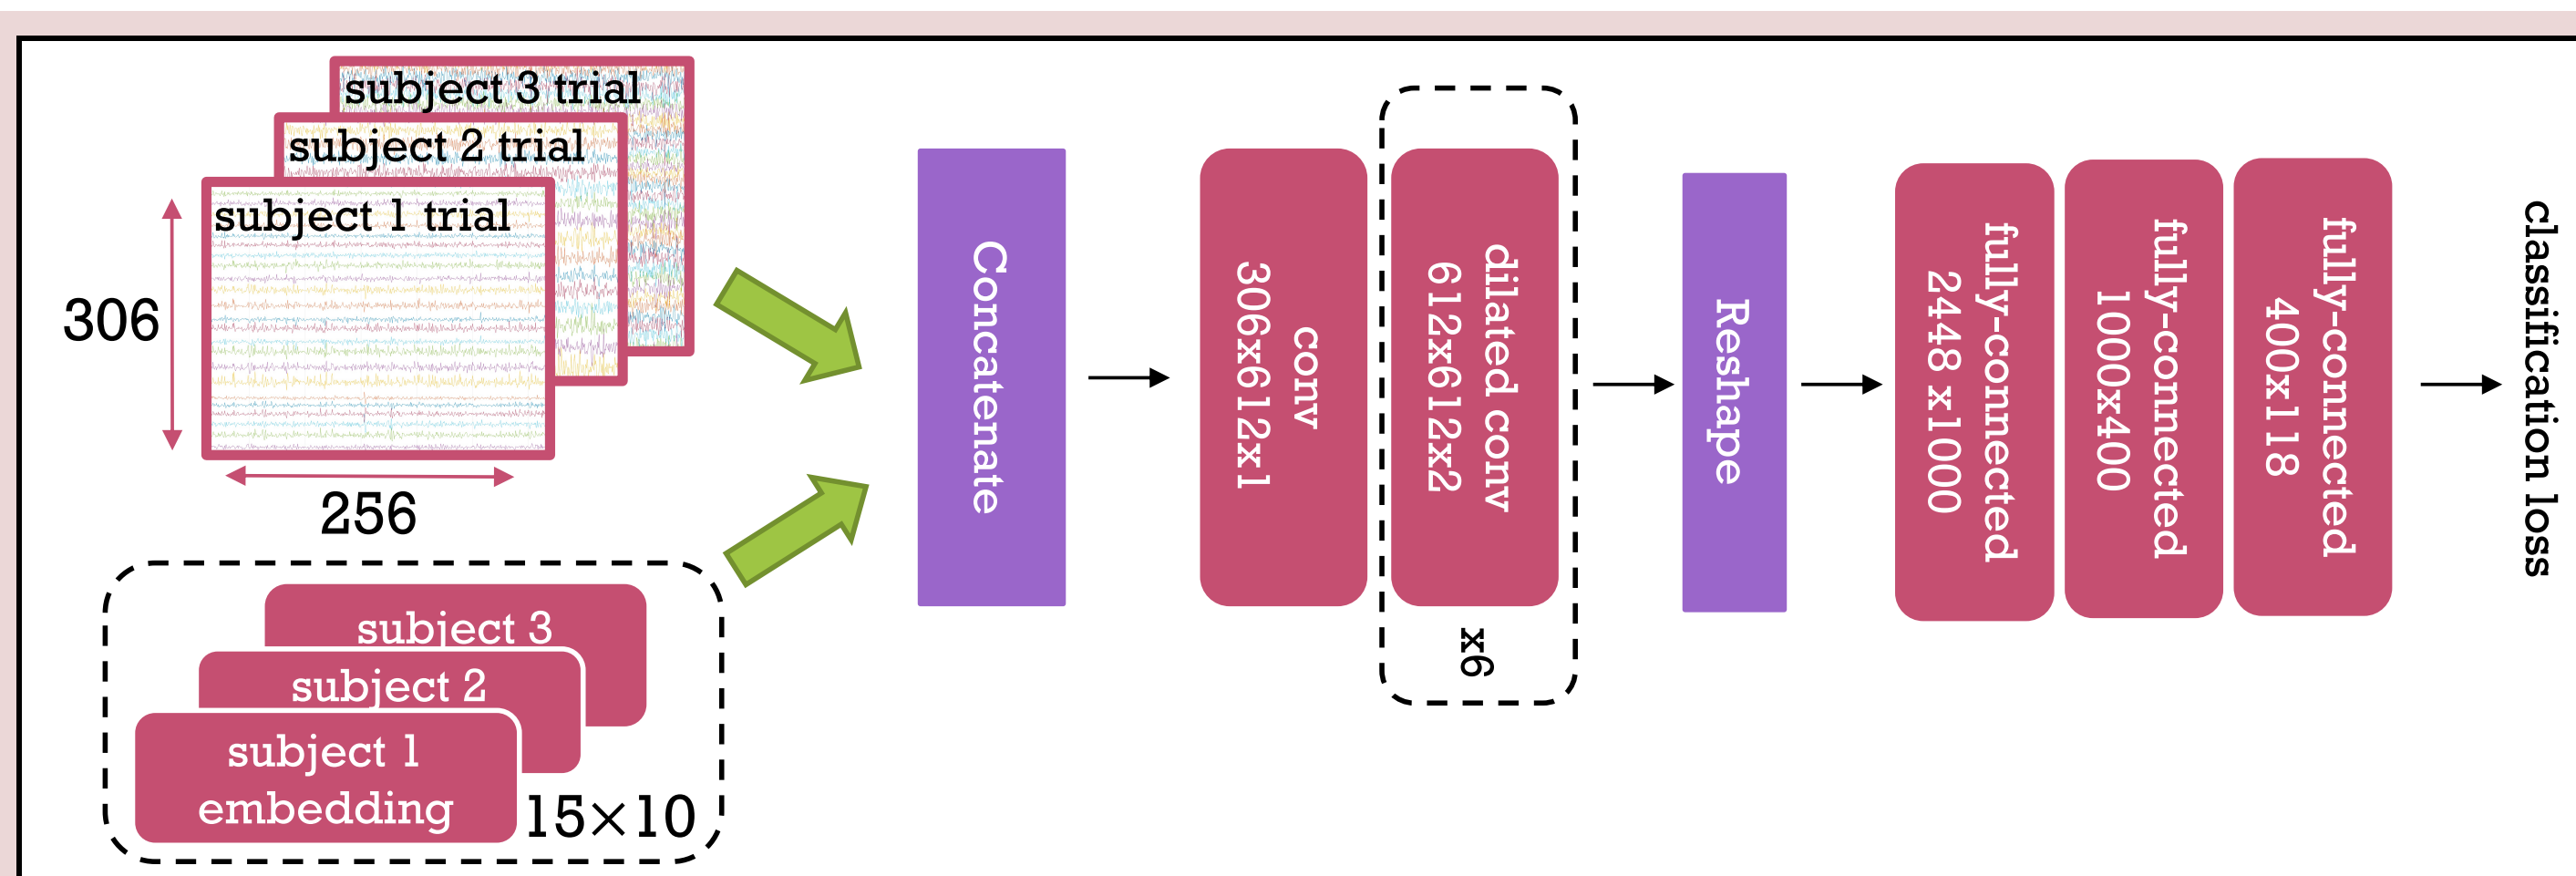 subject 3 trial
subject 2 trial
subject 1 trial
306
256
subject 3
subject 2
subject 1
embedding
15×10
Concatenate
conv
306x612x1
dilated conv
612x612x2
x6
Reshape
fully-connected
2448 x1000
fully-connected
1000x400
fully-connected
400x118
classification loss